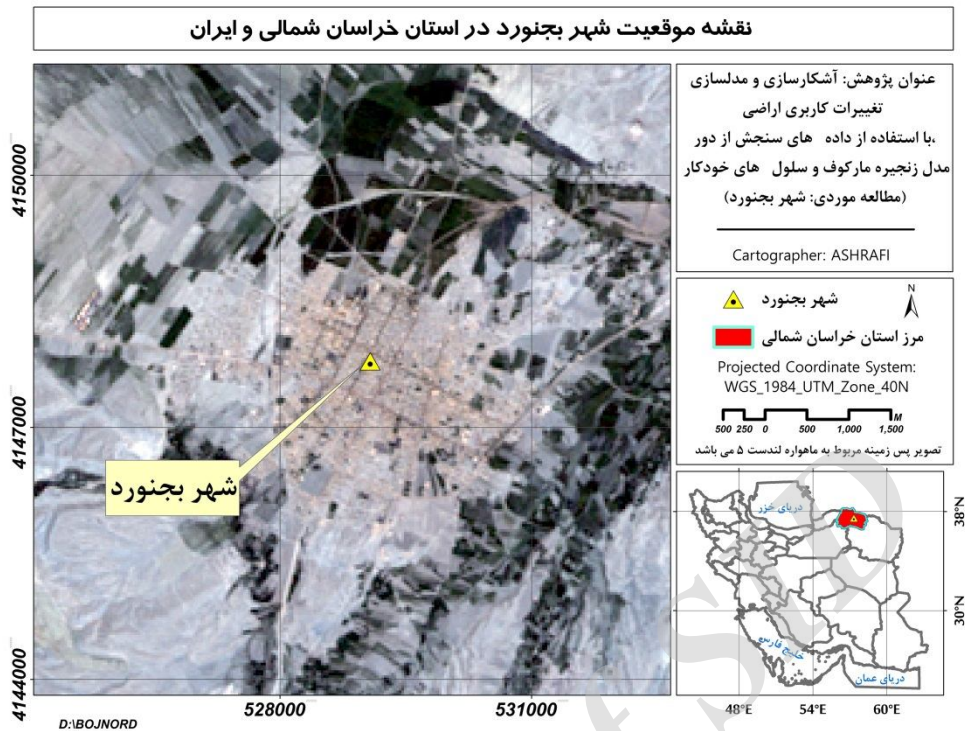 نقشه موقعیت شهر بجنورد در استان خراسان شمالی و ایران
عنوان پژوهش: آشکارسازی و مدلسازی
تغییرات کاربری اراضی
،با استفاده از داده های سنجش از دور
مدل زنجیره مارکوف و سلول های خودکار
(مطالعه موردی: شهر بجنورد)
Cartographer: ASHRAFI
شهر بجنورد
N
مرز استان خراسان شمالی
Projected Coordinate System:
WGS_1984_UTM_Zone_40N
500 250 0 500 1,000 1,500 M
تصویر پس زمینه مربوط به ماهواره لندست ۵ می باشد
دریای خزر
خلیج فارس
دریای عمان
38°N
30°N
48°E 54°E 60°E
شهر بجنورد
4150000
4147000
4144000
528000 531000
D:\BOJNORD